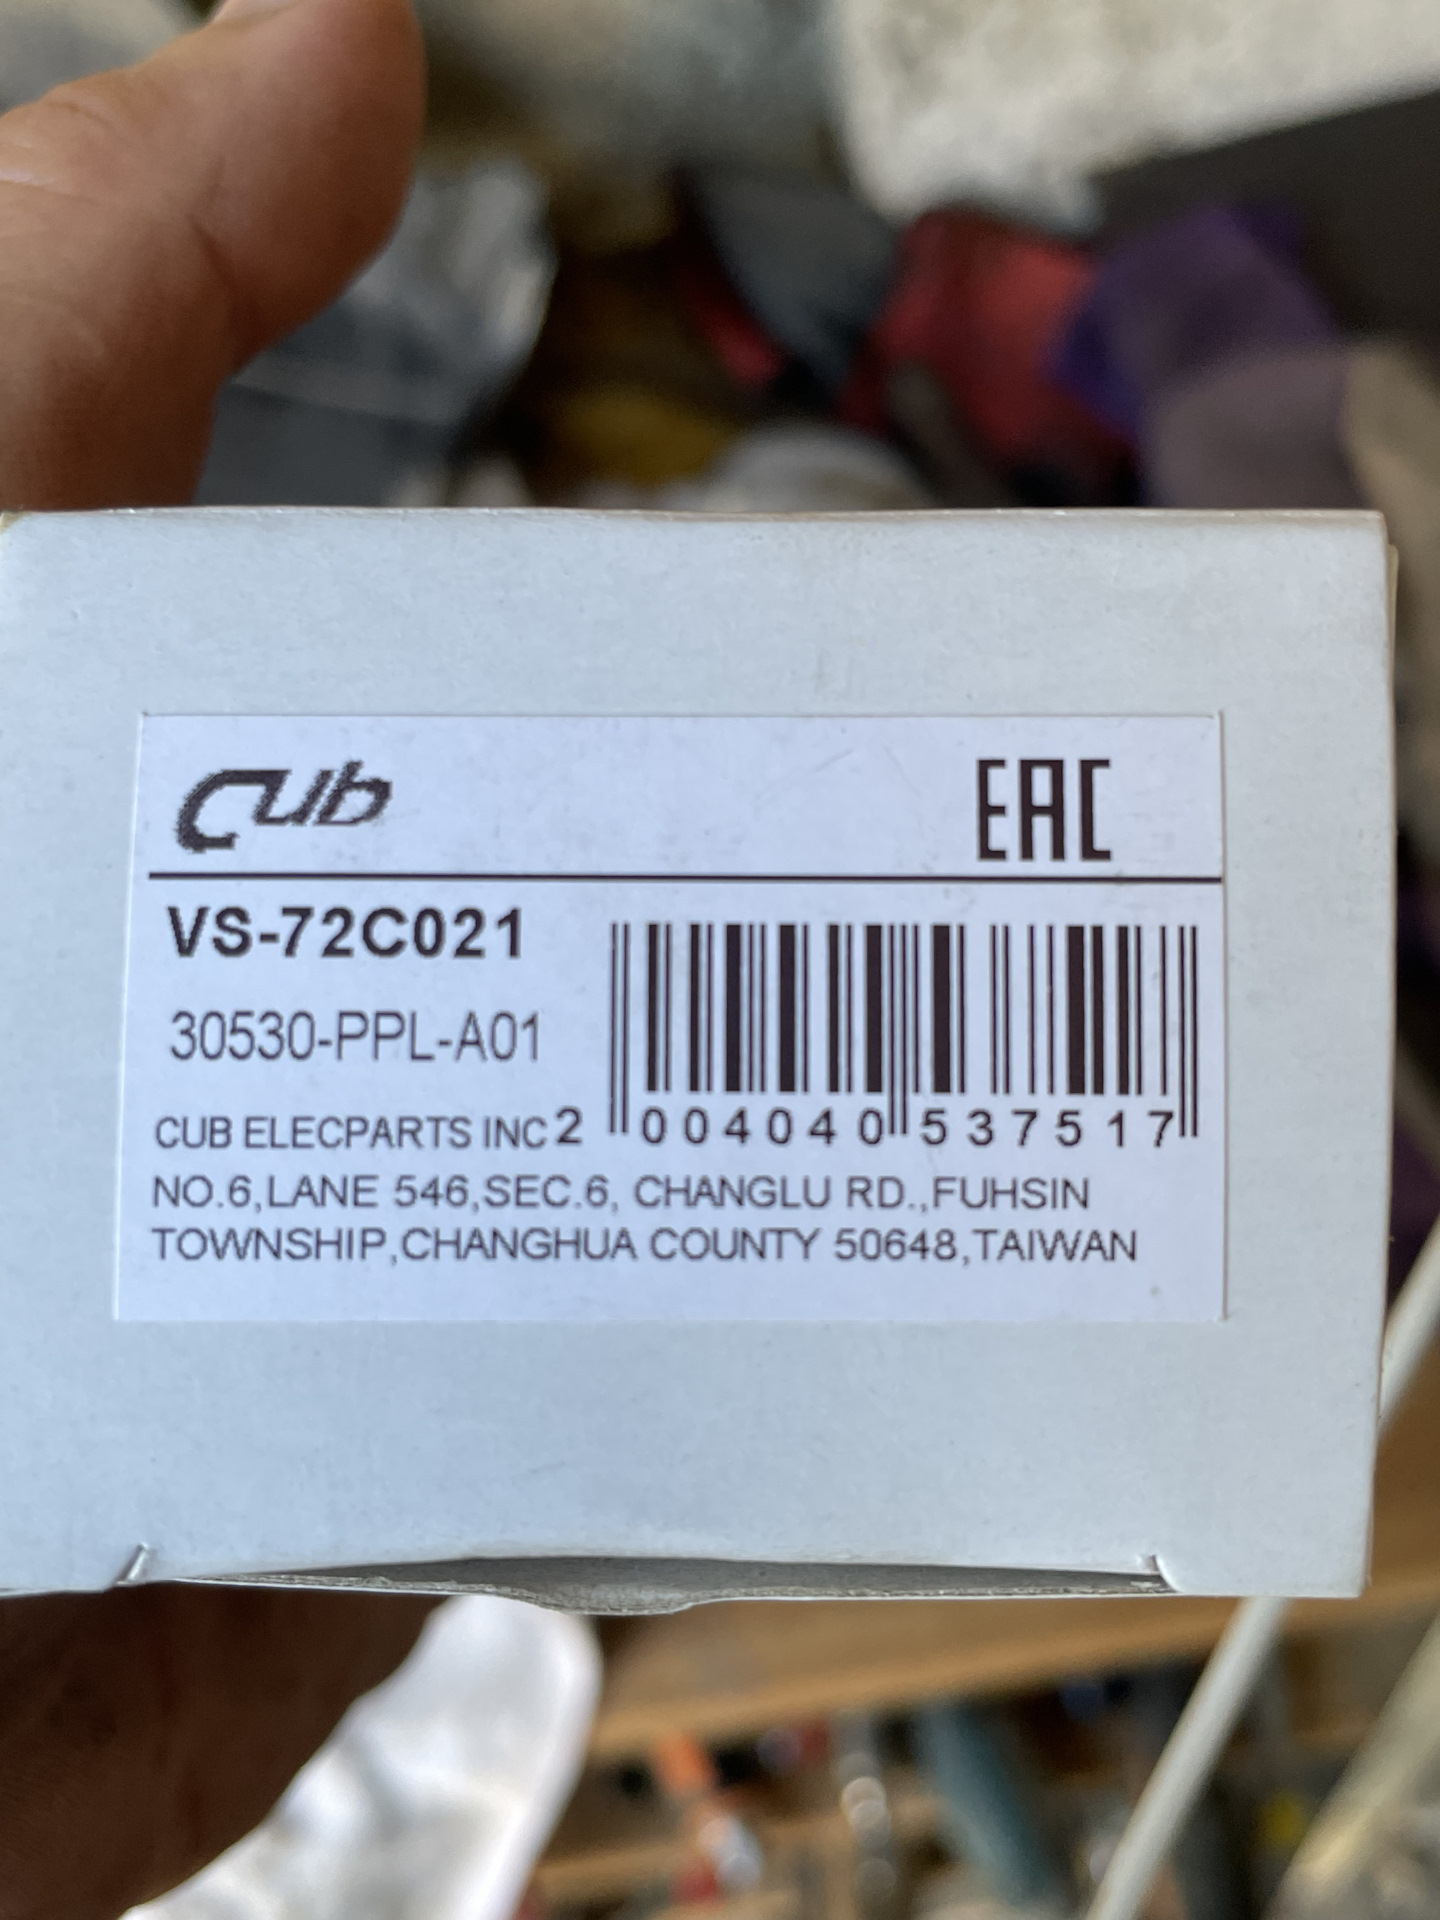 Cub
EAC
VS-72C021
30530-PPL-A01
CUB ELECPARTS INC
2 004040 537517
NO.6,LANE 546,SEC.6, CHANGLU RD.,FUHSIN
TOWNSHIP,CHANGHUA COUNTY 50648,TAIWAN